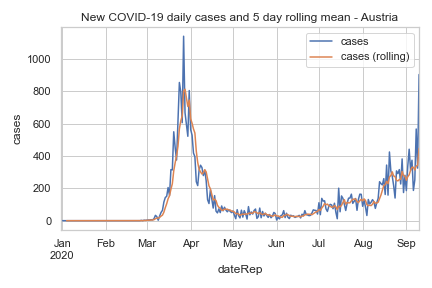 New COVID-19 daily cases and 5 day rolling mean - Austria
cases
cases (rolling)
1000
800
600
400
200
0
cases
Jan Feb Mar Apr May Jun Jul Aug Sep
2020
dateRep